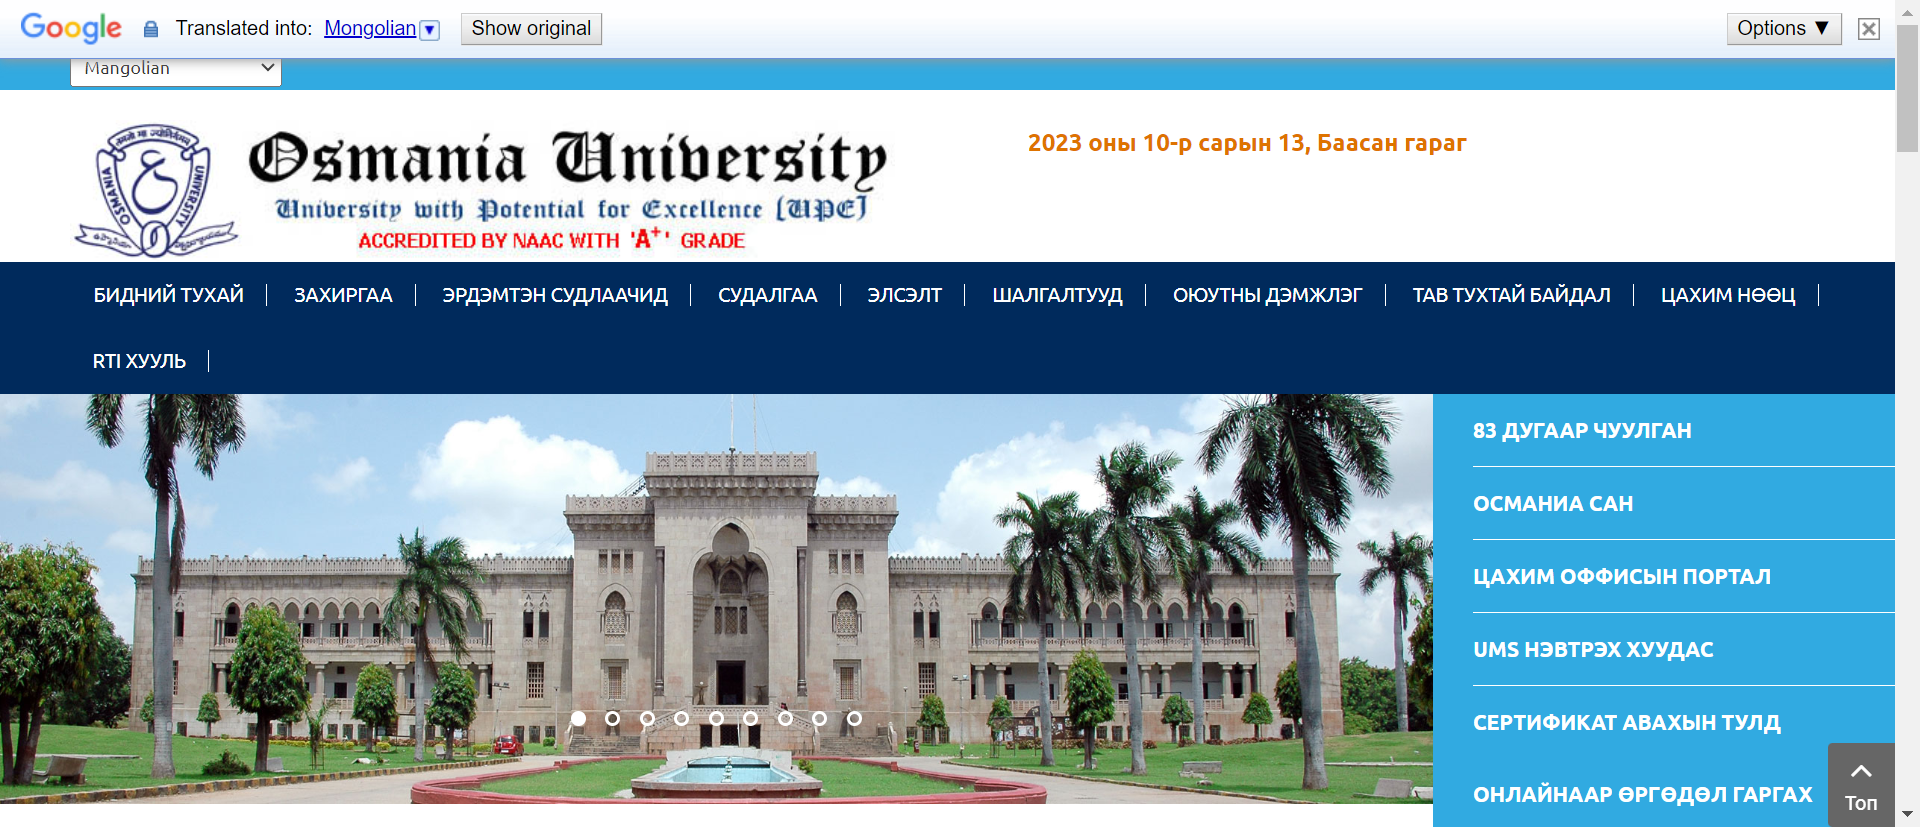 Google Translated into: Mongolian ▼ Show original Options ▼
Mangolian
OSMANIA UNIVERSITY
Osmania University
University with Potential for Excellence [UPE]
ACCREDITED BY NAAC WITH 'A+' GRADE
2023 оны 10-р сарын 13, Баасан гараг
БИДНИЙ ТУХАЙ ЗАХИРГАА ЭРДЭМТЭН СУДЛААЧИД СУДАЛГАА ЭЛСЭЛТ ШАЛГАЛТУУД ОЮУТНЫ ДЭМЖЛЭГ ТАВ ТУХТАЙ БАЙДАЛ ЦАХИМ НӨӨЦ
RTI ХУУЛЬ
83 ДУГААР ЧУУЛГАН
ОСМАНИА САН
ЦАХИМ ОФФИСЫН ПОРТАЛ
UMS НЭВТРЭХ ХУУДАС
СЕРТИФИКАТ АВАХЫН ТУЛД
ОНЛАЙНААР ӨРГӨДӨЛ ГАРГАХ
Топ